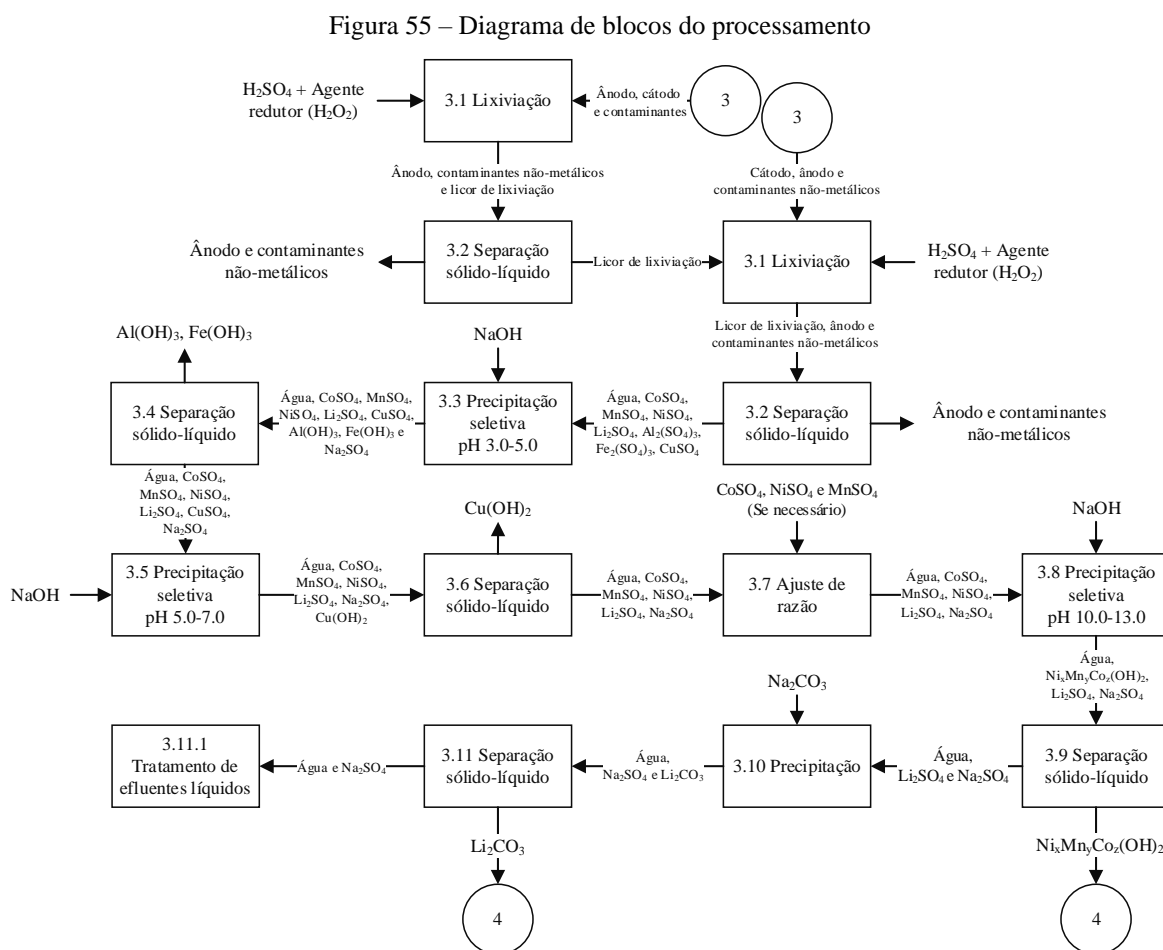 Figura 55 – Diagrama de blocos do processamento
H₂SO₄ + Agente
redutor (H₂O₂)
3.1 Lixiviação
Ânodo, cátodo
e contaminantes
3
3
Ânodo, contaminantes não-metálicos
e licor de lixiviação
Cátodo, ânodo e
contaminantes não-metálicos
Ânodo e contaminantes
não-metálicos
3.2 Separação
sólido-líquido
Licor de lixiviação
3.1 Lixiviação
H₂SO₄ + Agente
redutor (H₂O₂)
Licor de lixiviação, ânodo e
contaminantes não-metálicos
Al(OH)₃, Fe(OH)₃
NaOH
3.4 Separação
sólido-líquido
Água, CoSO₄, MnSO₄,
NiSO₄, Li₂SO₄, CuSO₄,
Al(OH)₃, Fe(OH)₃ e
Na₂SO₄
3.3 Precipitação
seletiva
pH 3.0-5.0
Água, CoSO₄,
MnSO₄, NiSO₄,
Li₂SO₄, Al₂(SO₄)₃,
Fe₂(SO₄)₃, CuSO₄
3.2 Separação
sólido-líquido
Ânodo e contaminantes
não-metálicos
Água, CoSO₄,
MnSO₄, NiSO₄,
Li₂SO₄, CuSO₄,
Na₂SO₄
Cu(OH)₂
CoSO₄, NiSO₄ e MnSO₄
(Se necessário)
NaOH
NaOH
3.5 Precipitação
seletiva
pH 5.0-7.0
Água, CoSO₄,
MnSO₄, NiSO₄,
Li₂SO₄, Na₂SO₄,
Cu(OH)₂
3.6 Separação
sólido-líquido
Água, CoSO₄,
MnSO₄, NiSO₄,
Li₂SO₄, Na₂SO₄
3.7 Ajuste de
razão
Água, CoSO₄,
MnSO₄, NiSO₄,
Li₂SO₄, Na₂SO₄
3.8 Precipitação
seletiva
pH 10.0-13.0
Água,
NiₓMnᵧCo_z(OH)₂,
Li₂SO₄, Na₂SO₄
Na₂CO₃
3.11.1
Tratamento de
efluentes líquidos
Água e Na₂SO₄
3.11 Separação
sólido-líquido
Água,
Na₂SO₄ e Li₂CO₃
3.10 Precipitação
Água,
Li₂SO₄ e Na₂SO₄
3.9 Separação
sólido-líquido
Li₂CO₃
NiₓMnᵧCo_z(OH)₂
4
4